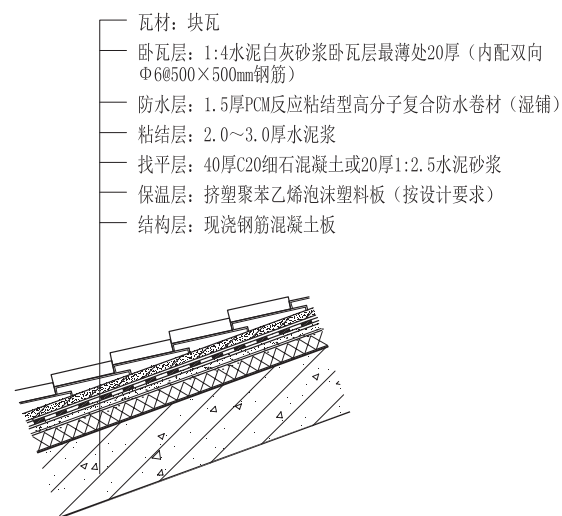 瓦材：块瓦
卧瓦层：1:4水泥白灰砂浆卧瓦层最薄处20厚（内配双向
Φ6@500×500mm钢筋）
防水层：1.5厚PCM反应粘结型高分子复合防水卷材（湿铺）
粘结层：2.0～3.0厚水泥浆
找平层：40厚C20细石混凝土或20厚1:2.5水泥砂浆
保温层：挤塑聚苯乙烯泡沫塑料板（按设计要求）
结构层：现浇钢筋混凝土板